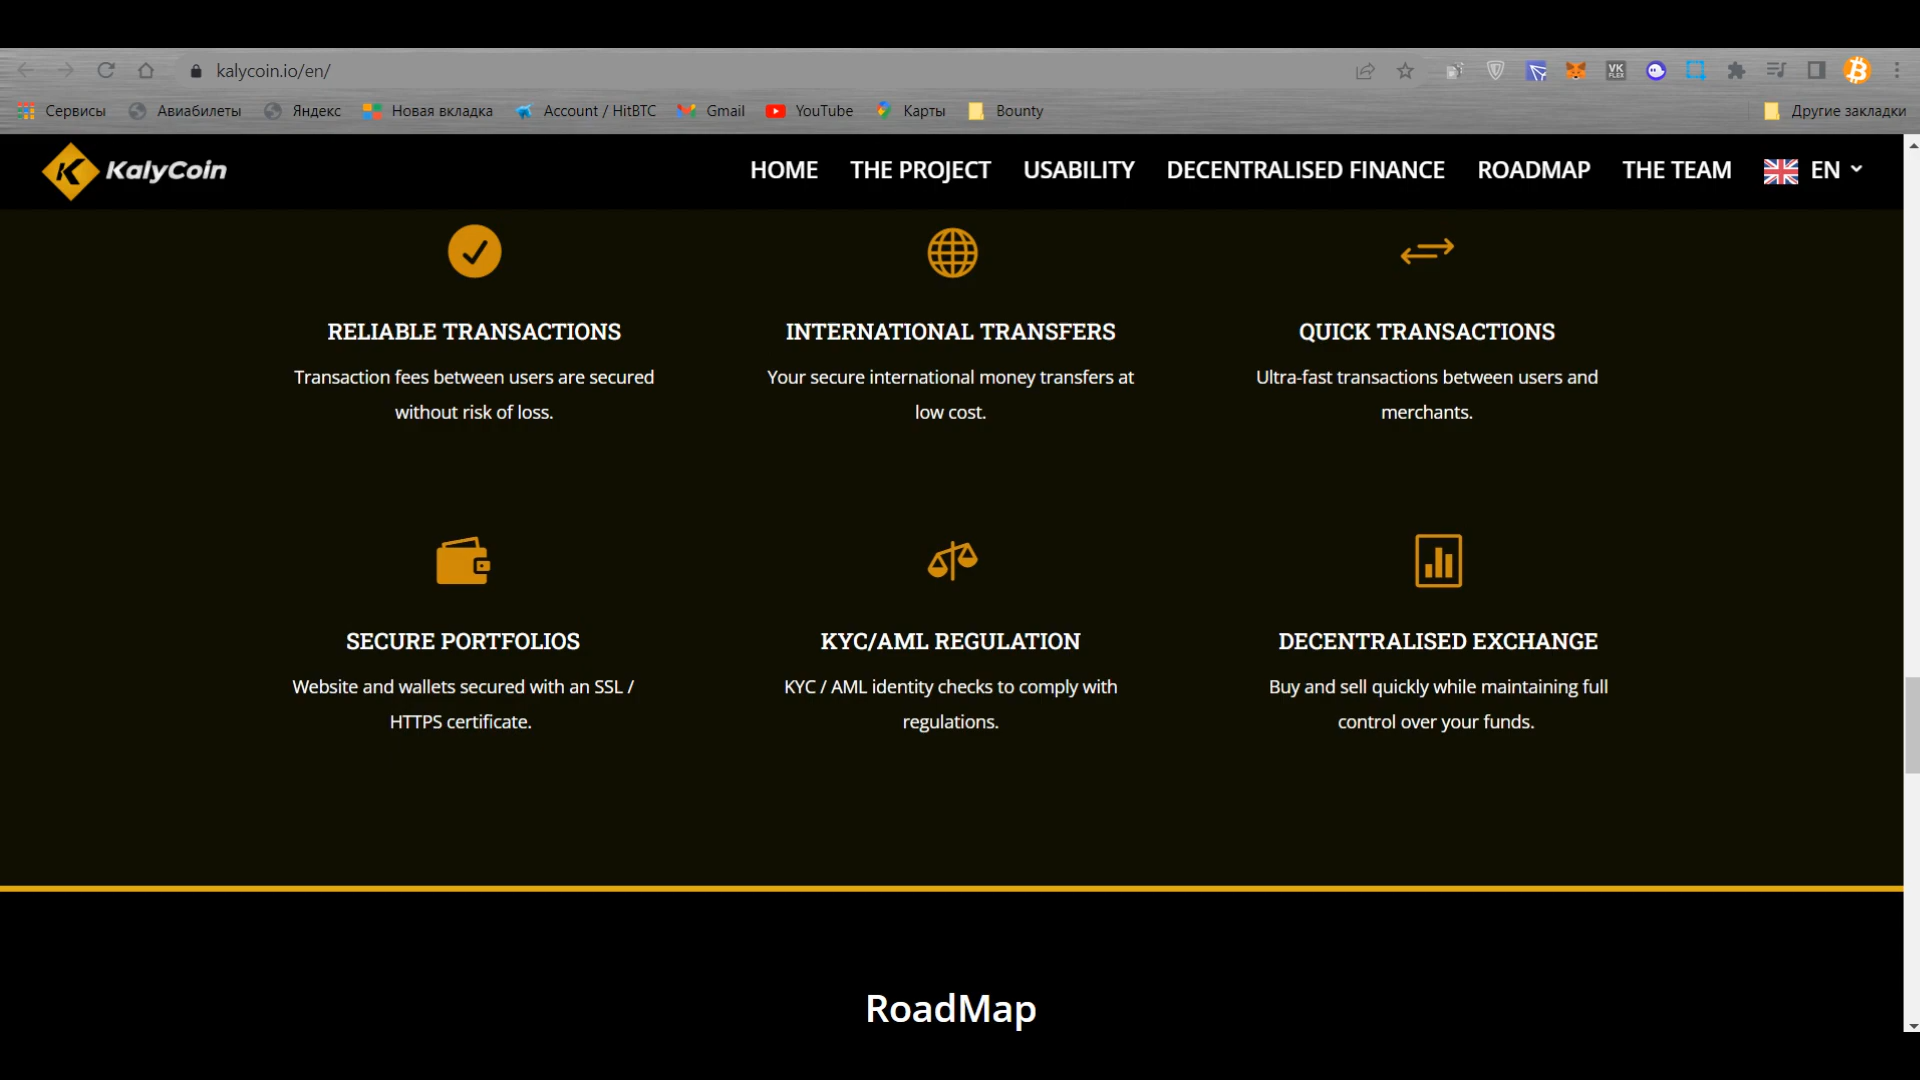 kalycoin.io/en/
VK
FLEX
Сервисы
Авиабилеты
Яндекс
Новая вкладка
Account / HitBTC
Gmail
YouTube
Карты
Bounty
Другие закладки
KalyCoin
HOME
THE PROJECT
USABILITY
DECENTRALISED FINANCE
ROADMAP
THE TEAM
EN
RELIABLE TRANSACTIONS
Transaction fees between users are secured
without risk of loss.
INTERNATIONAL TRANSFERS
Your secure international money transfers at
low cost.
QUICK TRANSACTIONS
Ultra-fast transactions between users and
merchants.
SECURE PORTFOLIOS
Website and wallets secured with an SSL /
HTTPS certificate.
KYC/AML REGULATION
KYC / AML identity checks to comply with
regulations.
DECENTRALISED EXCHANGE
Buy and sell quickly while maintaining full
control over your funds.
RoadMap